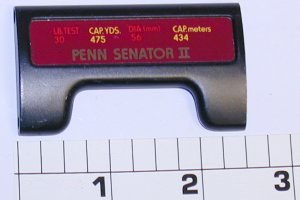 LB.TEST CAP.YDS. DIA.(mm) CAP.meters
30 475 56 434
PENN SENATOR II
1 2 3